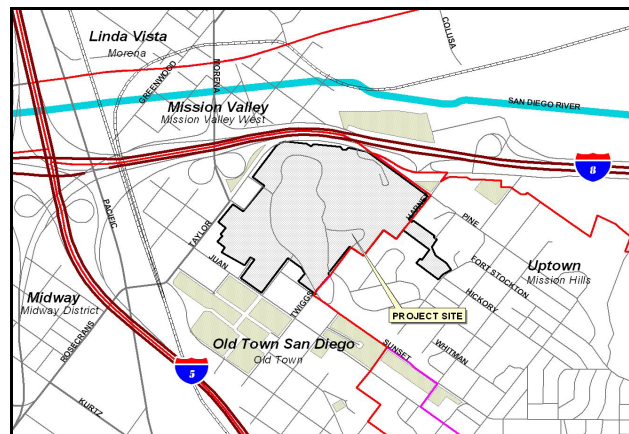 COLUSA
Linda Vista
Morena
GREENWOOD
MORENA
Mission Valley
Mission Valley West
SAN DIEGO RIVER
8
PACIFIC
TAYLOR
HARNEY
PINE
JUAN
FORT STOCKTON
Uptown
Mission Hills
Midway
Midway District
TWIGGS
HICKORY
PROJECT SITE
ROSECRANS
Old Town San Diego
Old Town
SUNSET
WHITMAN
5
KURTZ